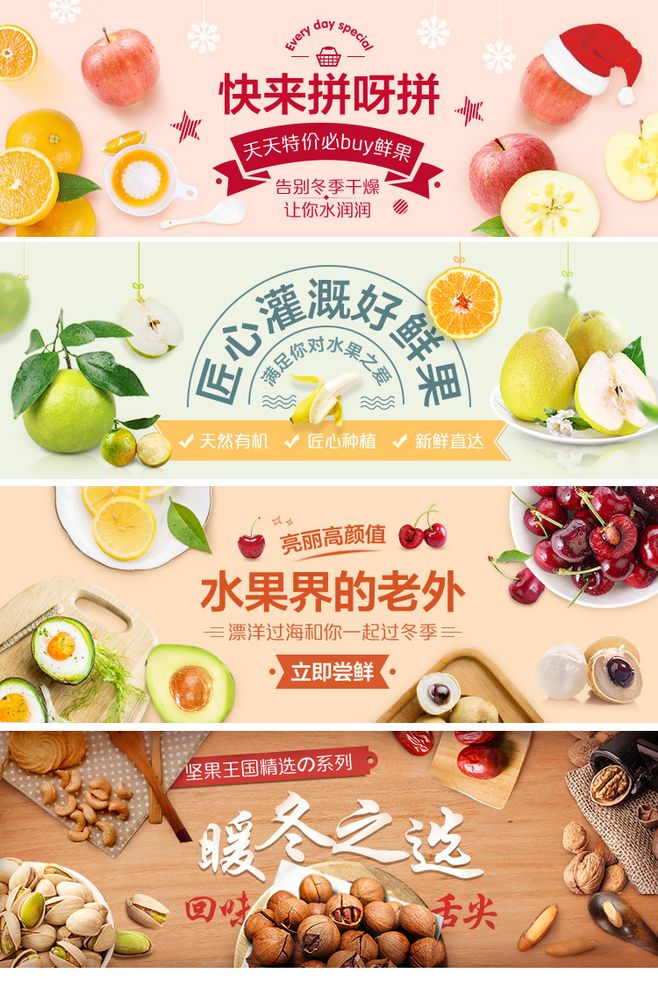 Every day special
快来拼呀拼
天天特价必buy鲜果
告别冬季干燥
让你水润润
匠心灌溉好鲜果
满足你对水果之爱
天然有机 匠心种植 新鲜直达
亮丽高颜值
水果界的老外
漂洋过海和你一起过冬季
立即尝鲜
坚果王国精选の系列
暖冬之选
回味 舌尖